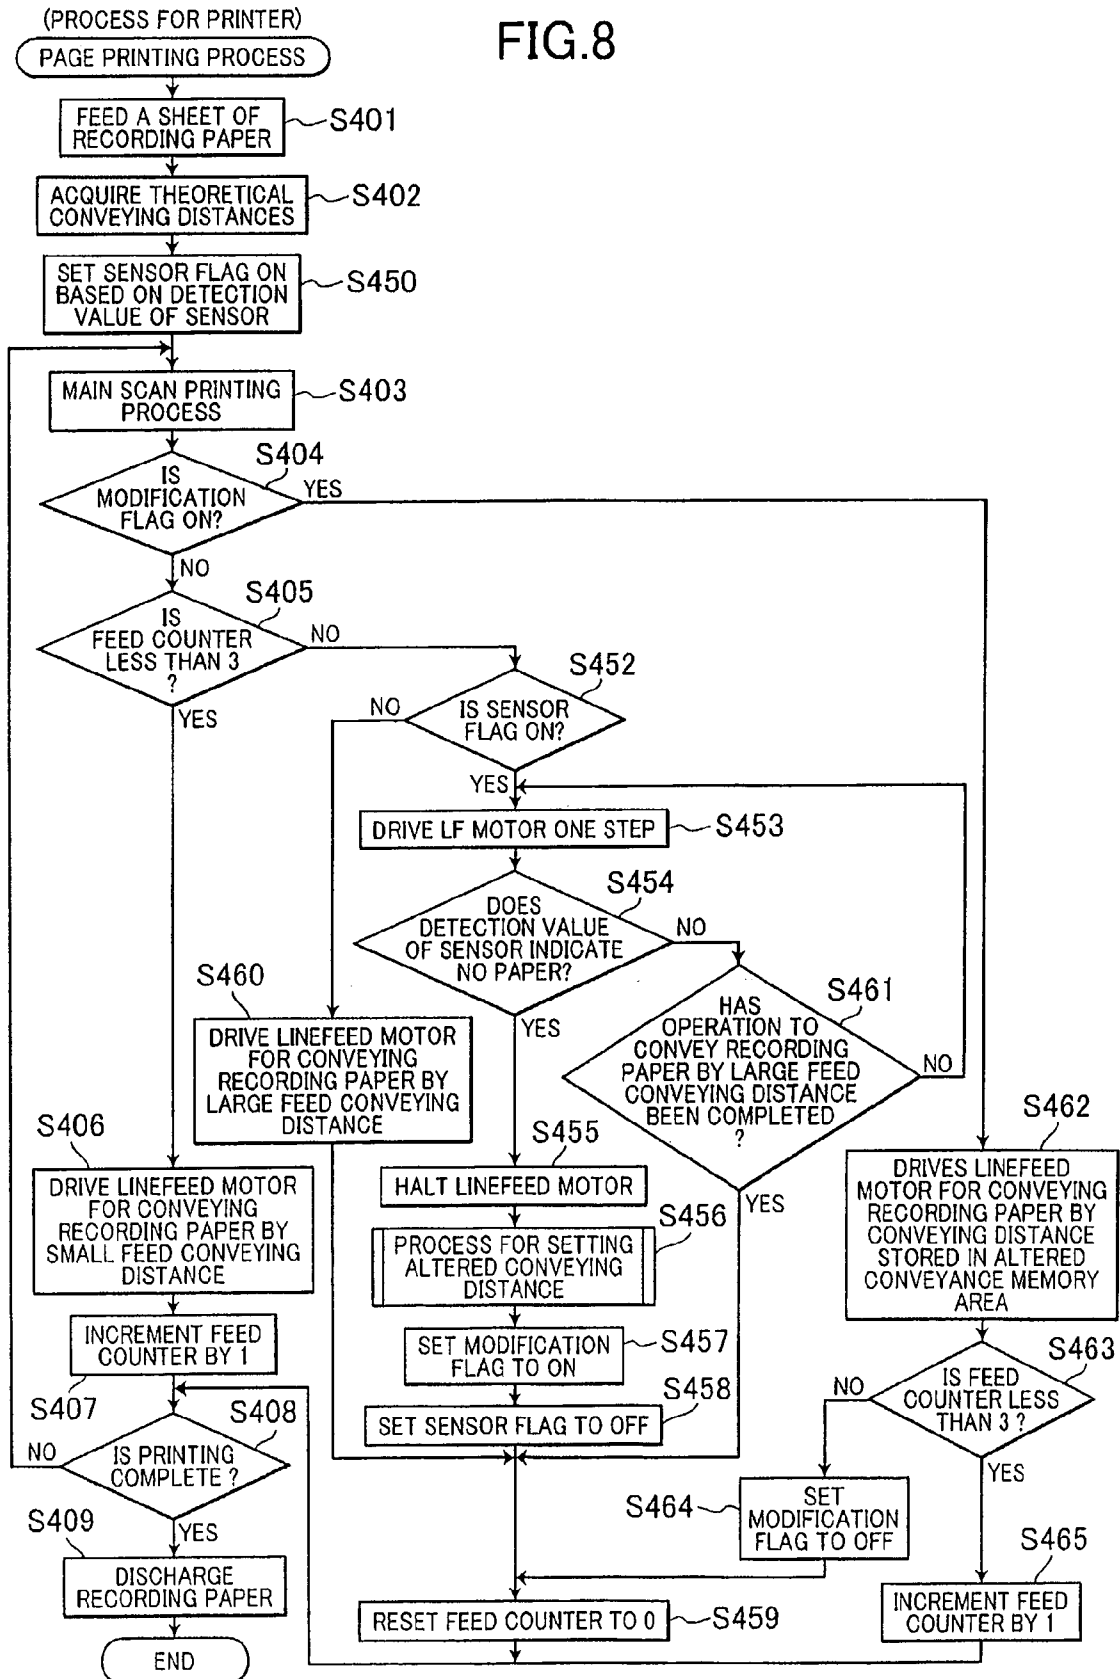 (PROCESS FOR PRINTER)
FIG.8
PAGE PRINTING PROCESS
FEED A SHEET OF
RECORDING PAPER
S401
ACQUIRE THEORETICAL
CONVEYING DISTANCES
S402
SET SENSOR FLAG ON
BASED ON DETECTION
VALUE OF SENSOR
S450
MAIN SCAN PRINTING
PROCESS
S403
S404
IS
MODIFICATION
FLAG ON?
YES
NO
S405
IS
FEED COUNTER
LESS THAN 3
?
NO
YES
S452
IS SENSOR
FLAG ON?
NO
YES
DRIVE LF MOTOR ONE STEP
S453
S454
DOES
DETECTION VALUE
OF SENSOR INDICATE
NO PAPER?
NO
YES
S460
DRIVE LINEFEED MOTOR
FOR CONVEYING
RECORDING PAPER BY
LARGE FEED CONVEYING
DISTANCE
S461
HAS
OPERATION TO
CONVEY RECORDING
PAPER BY LARGE FEED
CONVEYING DISTANCE
BEEN COMPLETED
?
NO
YES
S406
DRIVE LINEFEED MOTOR
FOR CONVEYING
RECORDING PAPER BY
SMALL FEED CONVEYING
DISTANCE
S455
HALT LINEFEED MOTOR
S456
PROCESS FOR SETTING
ALTERED CONVEYING
DISTANCE
S462
DRIVES LINEFEED
MOTOR FOR CONVEYING
RECORDING PAPER BY
CONVEYING DISTANCE
STORED IN ALTERED
CONVEYANCE MEMORY
AREA
INCREMENT FEED
COUNTER BY 1
S407
SET MODIFICATION
FLAG TO ON
S457
S458
SET SENSOR FLAG TO OFF
S463
IS FEED
COUNTER LESS
THAN 3 ?
NO
YES
S408
IS PRINTING
COMPLETE ?
NO
YES
S464
SET
MODIFICATION
FLAG TO OFF
S409
DISCHARGE
RECORDING PAPER
S465
INCREMENT FEED
COUNTER BY 1
RESET FEED COUNTER TO 0
S459
END